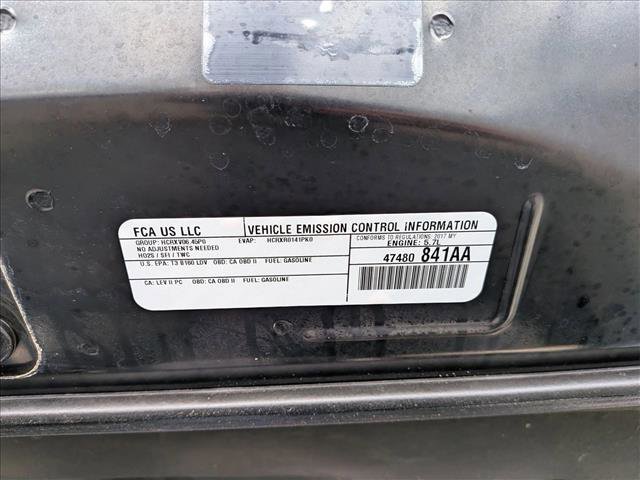 FCA US LLC
VEHICLE EMISSION CONTROL INFORMATION
GROUP: HCRXV06.45P0 EVAP: HCRXR0141PK0
NO ADJUSTMENTS NEEDED
HO2S / SFI / TWC
CONFORMS TO REGULATIONS: 2017 MY
ENGINE: 5.7L
U.S. EPA: T3 B160 LDV OBD: CA OBD II FUEL: GASOLINE
47480 841AA
CA: LEV II PC OBD: CA OBD II FUEL: GASOLINE